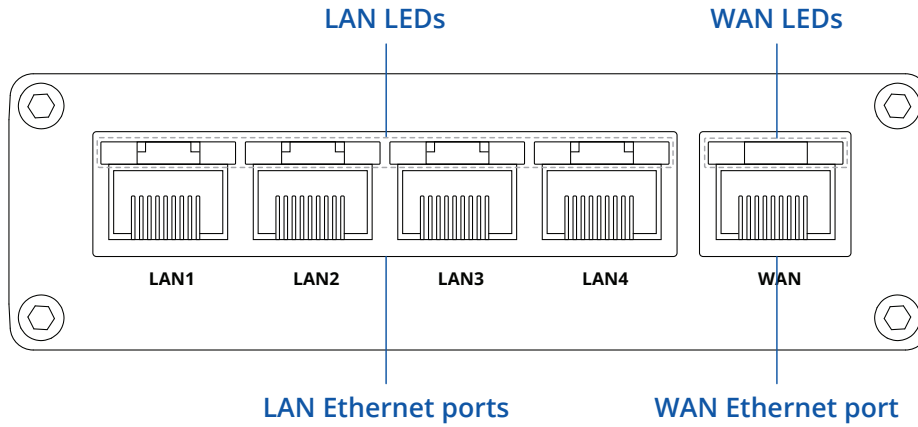 LAN LEDs WAN LEDs
LAN1 LAN2 LAN3 LAN4 WAN
LAN Ethernet ports WAN Ethernet port